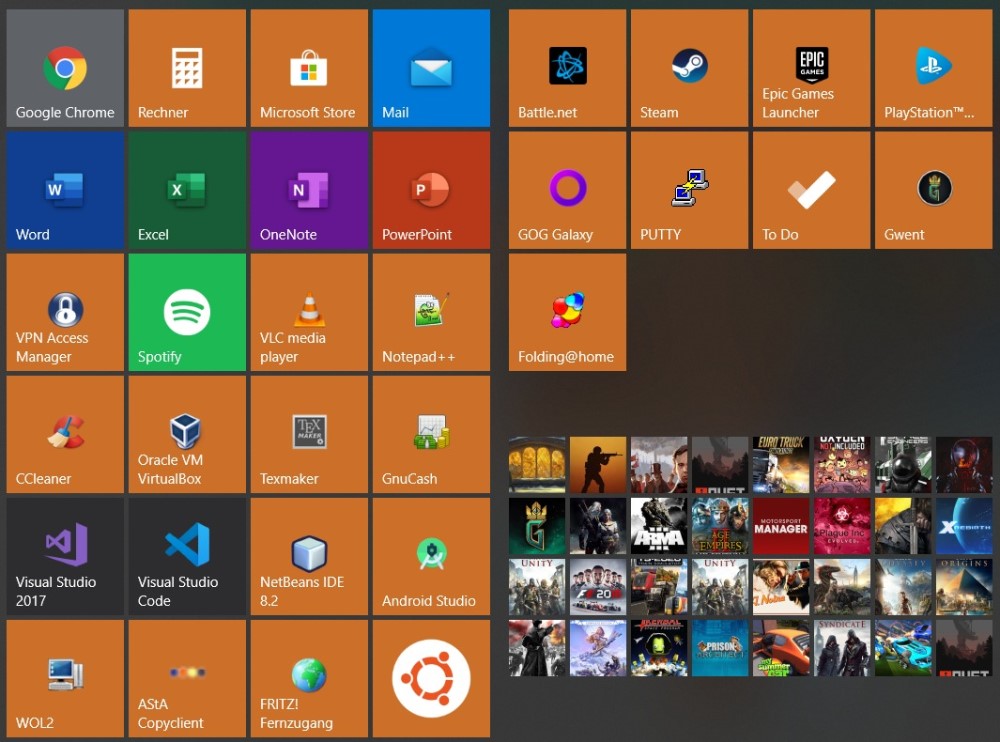 Google Chrome
Rechner
Microsoft Store
Mail
Word
W
Excel
X
OneNote
N
PowerPoint
P
VPN Access
Manager
Spotify
VLC media
player
Notepad++
CCleaner
Oracle VM
VirtualBox
TEX
MAKER
Texmaker
GnuCash
Visual Studio
2017
Visual Studio
Code
NetBeans IDE
8.2
Android Studio
WOL2
AStA
Copyclient
FRITZ!
Fernzugang
Battle.net
Steam
EPIC
GAMES
Epic Games
Launcher
PlayStation™...
GOG Galaxy
PUTTY
To Do
G
Gwent
Folding@home
RUST
EURO TRUCK
OXYGEN
NOT INCLUDED
G
ARMA
AGE
OF
EMPIRES
MOTORSPORT
MANAGER
Plague Inc
EVOLVED
X REBIRTH
UNITY
UNITY
ORIGINS
KERBAL
PRISON
SYNDICATE
RUST